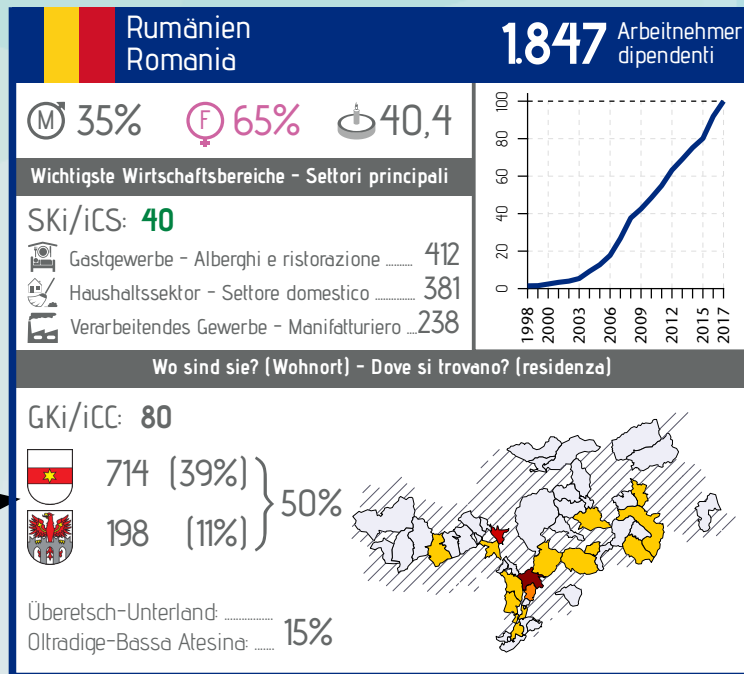 Rumänien
Romania
1.847 Arbeitnehmer
dipendenti
M 35% F 65% 40,4
Wichtigste Wirtschaftsbereiche - Settori principali
SKi/iCS: 40
Gastgewerbe - Alberghi e ristorazione ......... 412
Haushaltssektor - Settore domestico ............... 381
Verarbeitendes Gewerbe - Manifatturiero ....238
100
80
60
40
20
0
1998
2000
2003
2006
2009
2012
2015
2017
Wo sind sie? (Wohnort) - Dove si trovano? (residenza)
GKi/iCC: 80
714 (39%)
198 (11%)
50%
Überetsch-Unterland: .................
Oltradige-Bassa Atesina: ....... 15%